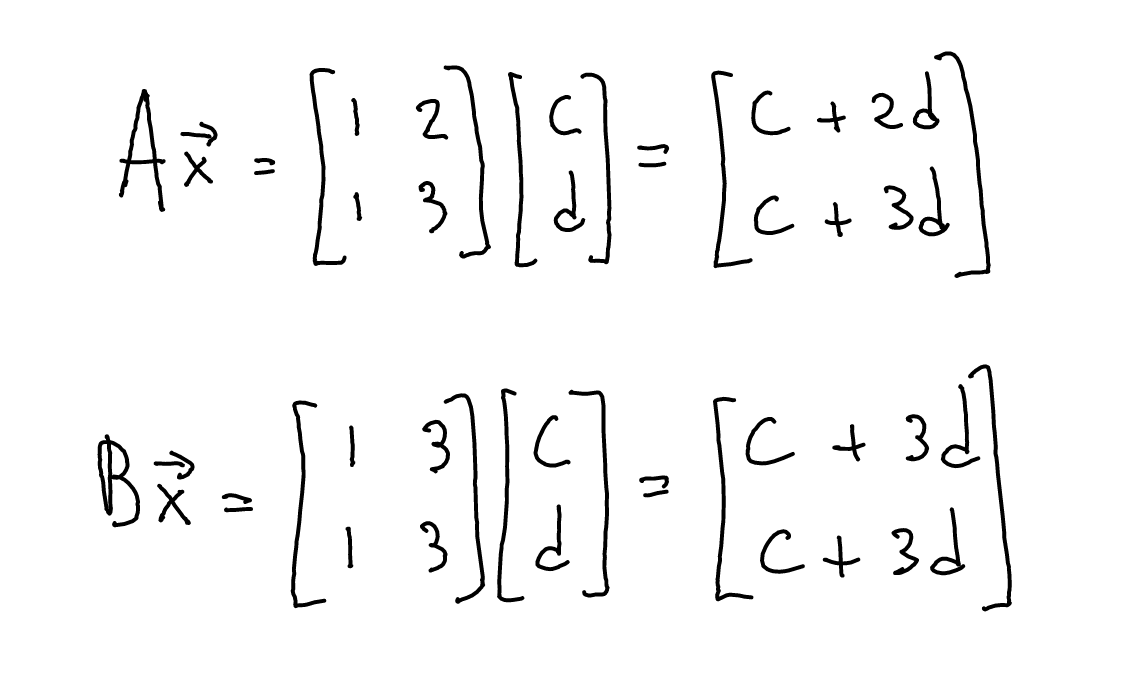 A\vec{x} = \begin{bmatrix} 1 & 2 \\ 1 & 3 \end{bmatrix} \begin{bmatrix} c \\ d \end{bmatrix} = \begin{bmatrix} c + 2d \\ c + 3d \end{bmatrix}
B\vec{x} = \begin{bmatrix} 1 & 3 \\ 1 & 3 \end{bmatrix} \begin{bmatrix} c \\ d \end{bmatrix} = \begin{bmatrix} c + 3d \\ c + 3d \end{bmatrix}